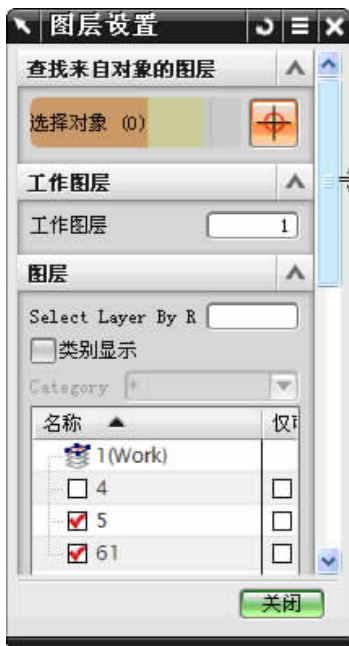 图层设置
查找来自对象的图层
选择对象 (0)
工作图层
工作图层 1
图层
Select Layer By R
类别显示
Category *
名称 仅
1(Work)
4
5
61
关闭